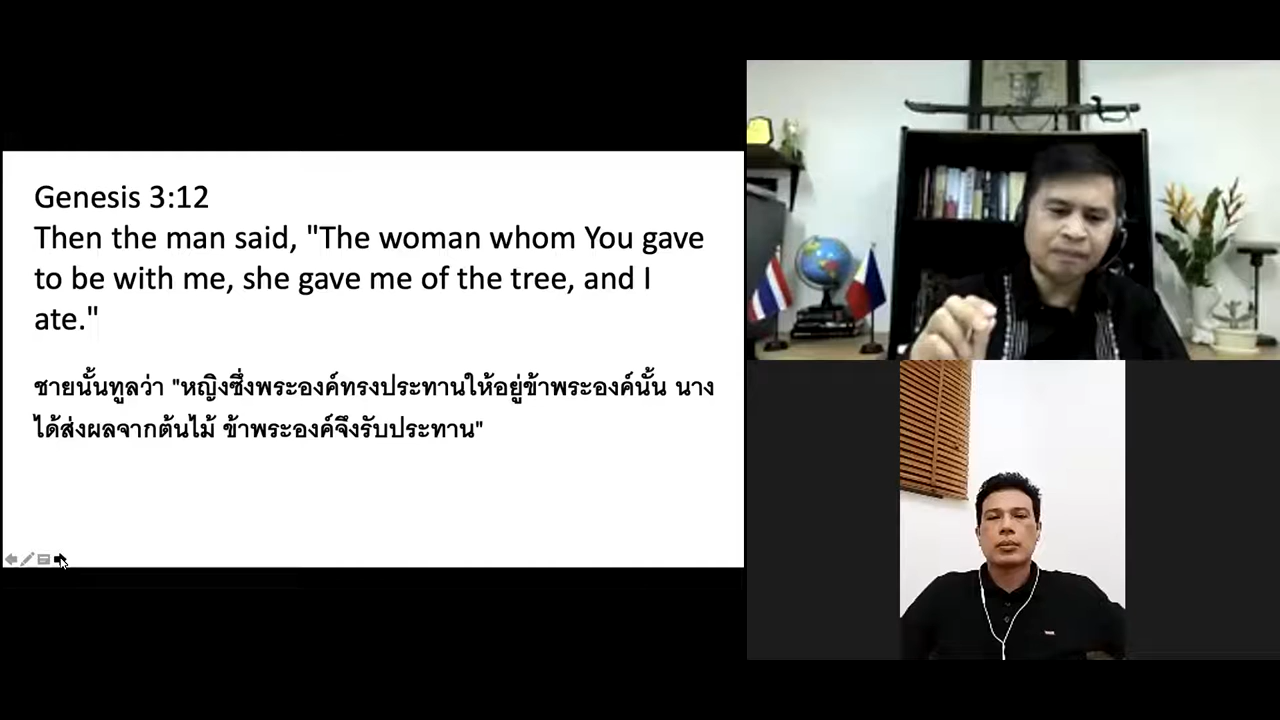 Genesis 3:12
Then the man said, "The woman whom You gave
to be with me, she gave me of the tree, and I
ate."
ชายนั้นทูลว่า "หญิงซึ่งพระองค์ทรงประทานให้อยู่ข้าพระองค์นั้น นาง
ได้ส่งผลจากต้นไม้ ข้าพระองค์จึงรับประทาน"